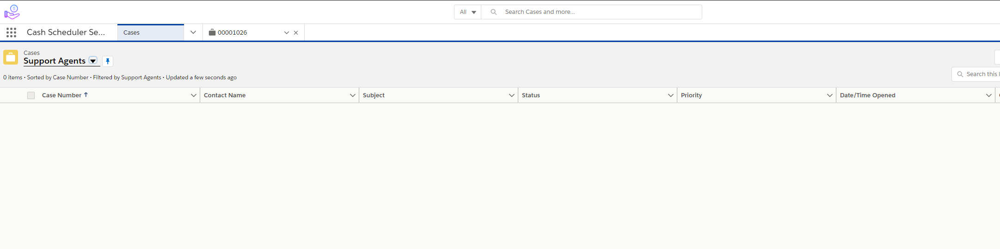 All
Search Cases and more...
Cash Scheduler Se...
Cases
00001026
Cases
Support Agents
0 items • Sorted by Case Number • Filtered by Support Agents • Updated a few seconds ago
Search this
Case Number
Contact Name
Subject
Status
Priority
Date/Time Opened